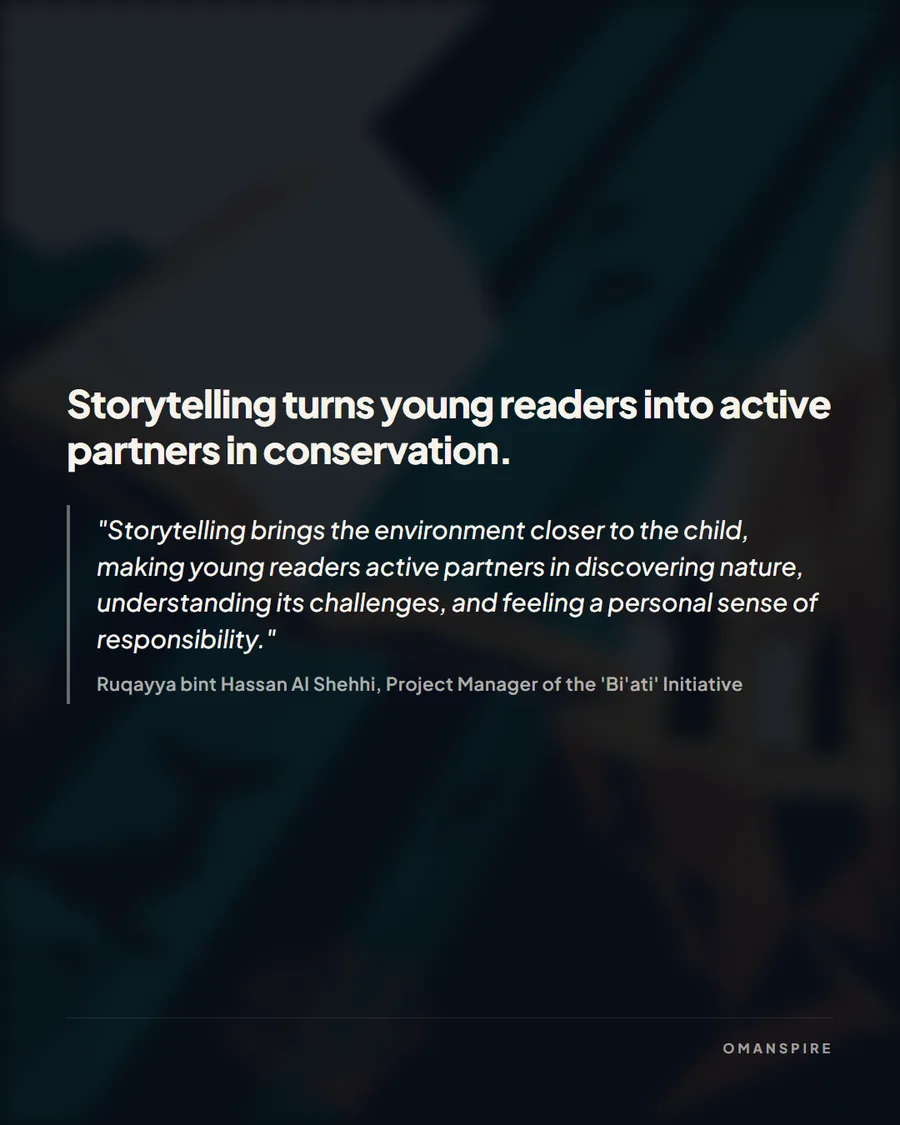 Storytelling turns young readers into active
partners in conservation.
"Storytelling brings the environment closer to the child,
making young readers active partners in discovering nature,
understanding its challenges, and feeling a personal sense of
responsibility."
Ruqayya bint Hassan Al Shehhi, Project Manager of the 'Bi'ati' Initiative
OMANSPIRE